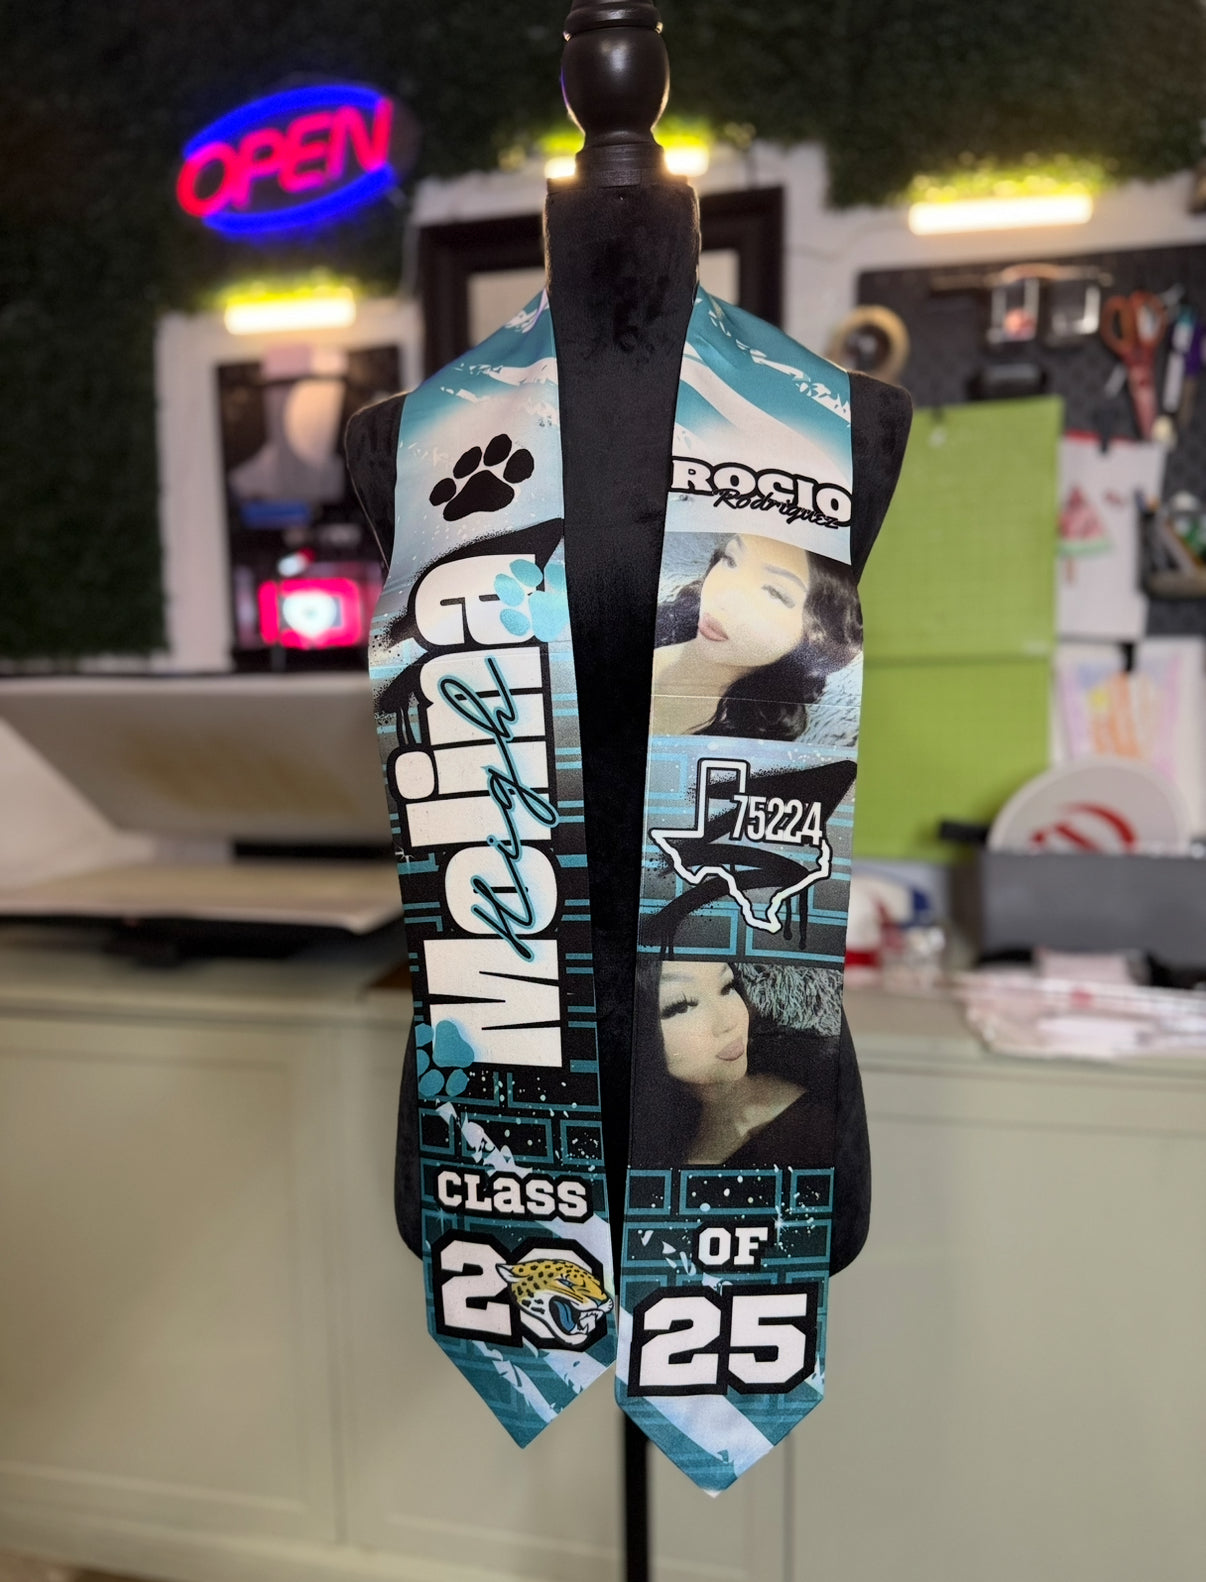 OPEN
ROCIO
Rodriguez
Molina
High
75224
CLASS
20
OF
25